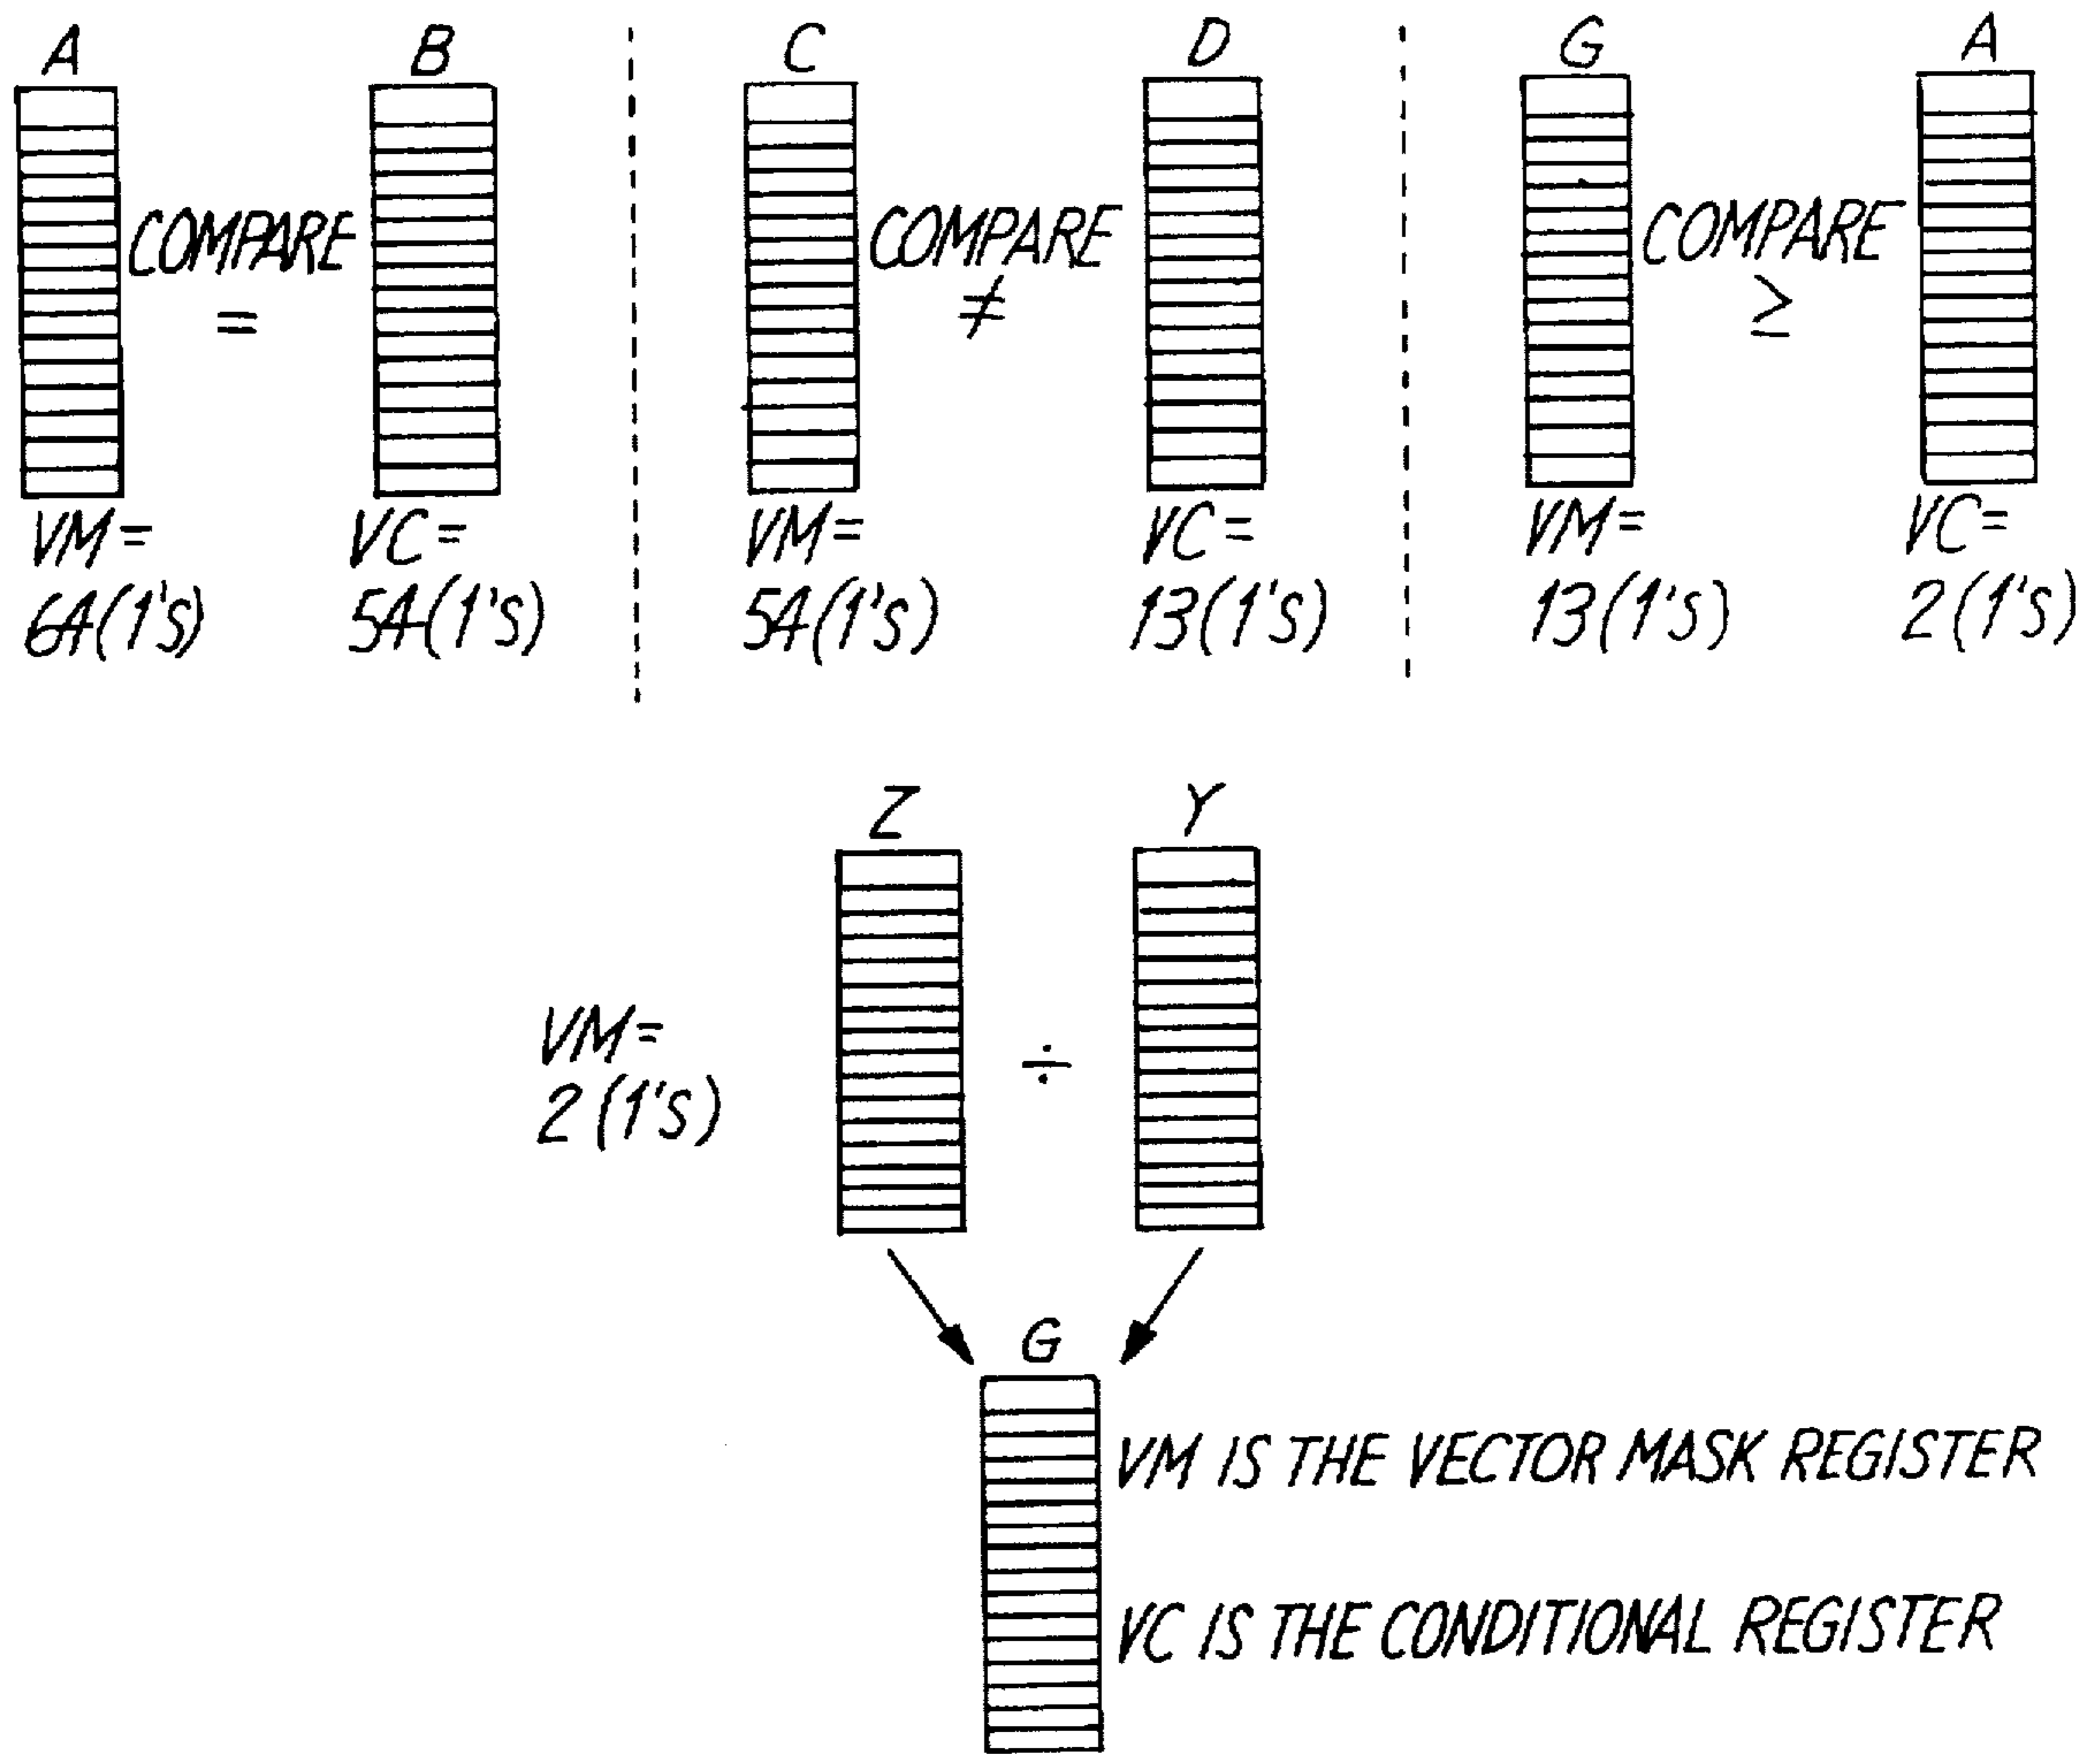 A B C D G A
COMPARE COMPARE COMPARE
= ≠ ≥
VM= VC= VM= VC= VM= VC=
64(1'S) 54(1'S) 54(1'S) 13(1'S) 13(1'S) 2(1'S)
Z Y
VM=
÷
2(1'S)
G
VM IS THE VECTOR MASK REGISTER
VC IS THE CONDITIONAL REGISTER